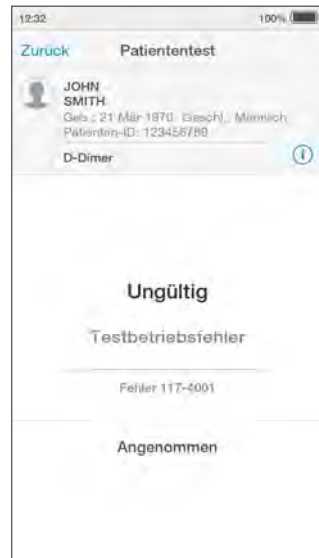 12:32 100%
Zurück Patiententest
JOHN
SMITH
Geb.: 21 Mär 1970 Geschl.: Männlich
Patienten-ID: 123456789
D-Dimer
Ungültig
Testbetriebsfehler
Fehler 117-4001
Angenommen